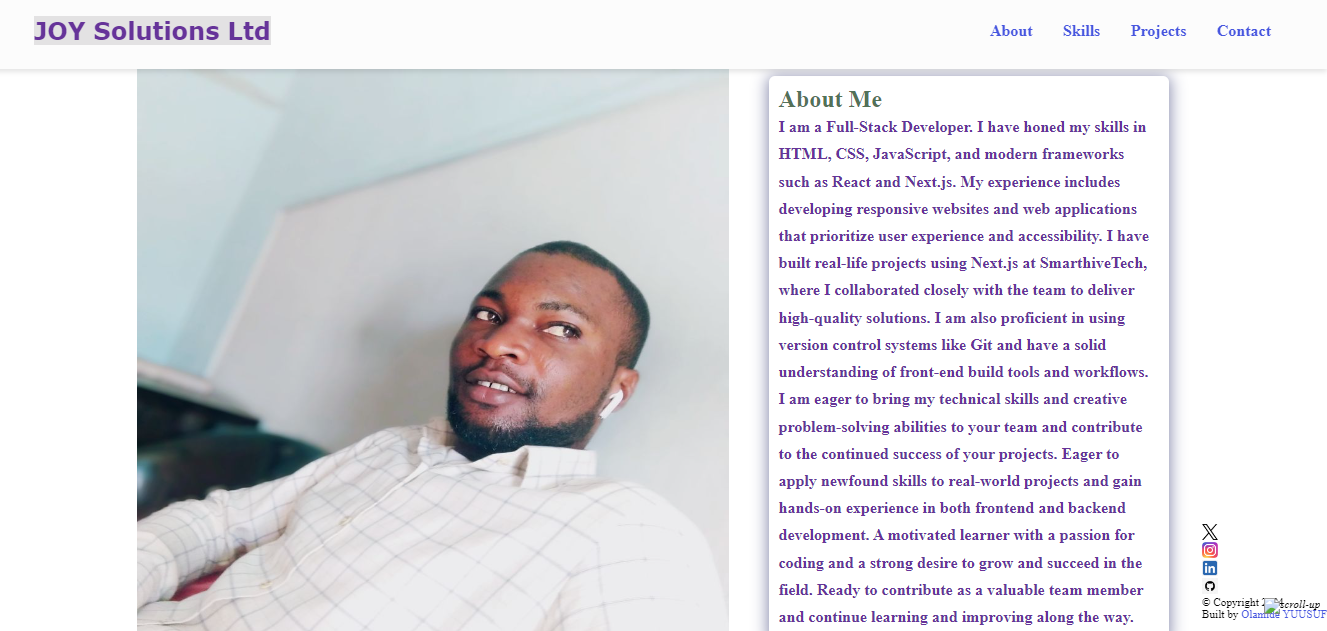 JOY Solutions Ltd
About Skills Projects Contact
About Me
I am a Full-Stack Developer. I have honed my skills in
HTML, CSS, JavaScript, and modern frameworks
such as React and Next.js. My experience includes
developing responsive websites and web applications
that prioritize user experience and accessibility. I have
built real-life projects using Next.js at SmarthiveTech,
where I collaborated closely with the team to deliver
high-quality solutions. I am also proficient in using
version control systems like Git and have a solid
understanding of front-end build tools and workflows.
I am eager to bring my technical skills and creative
problem-solving abilities to your team and contribute
to the continued success of your projects. Eager to
apply newfound skills to real-world projects and gain
hands-on experience in both frontend and backend
development. A motivated learner with a passion for
coding and a strong desire to grow and succeed in the
field. Ready to contribute as a valuable team member
and continue learning and improving along the way.
in
© Copyright
scroll-up
Built by Olamide YUUSUF